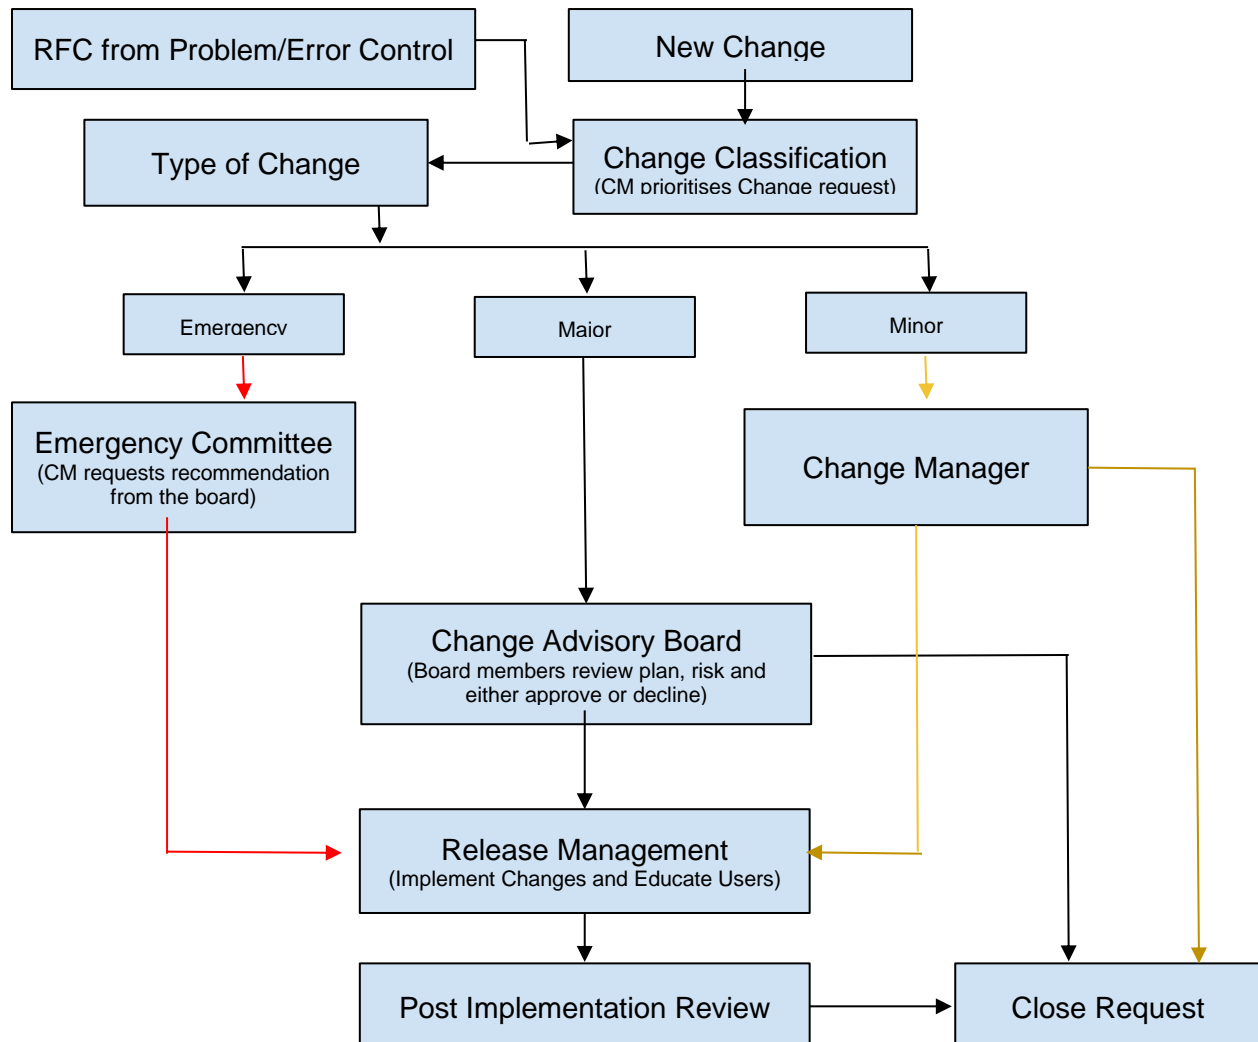 RFC from Problem/Error Control
New Change
Type of Change
Change Classification
(CM prioritises Change request)
Emergency
Major
Minor
Emergency Committee
(CM requests recommendation
from the board)
Change Manager
Change Advisory Board
(Board members review plan, risk and
either approve or decline)
Release Management
(Implement Changes and Educate Users)
Post Implementation Review
Close Request